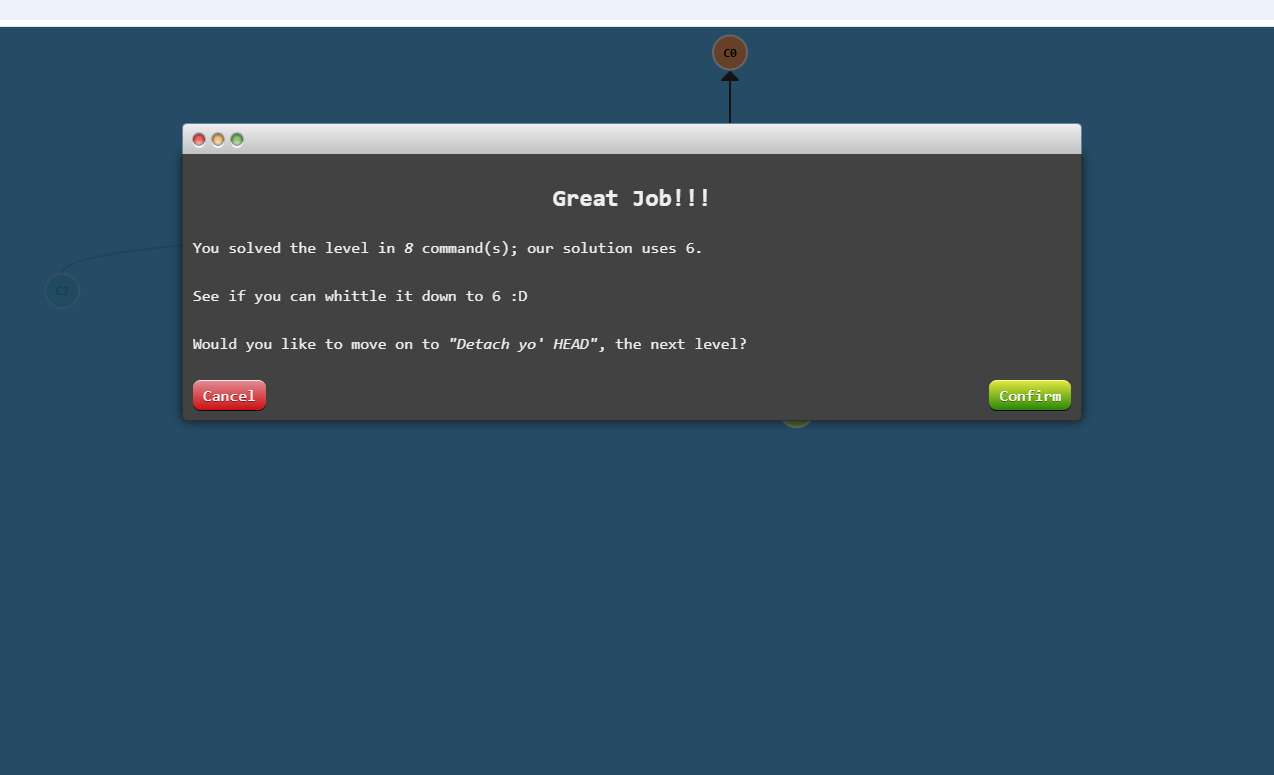 C0
Great Job!!!
You solved the level in 8 command(s); our solution uses 6.
C2
See if you can whittle it down to 6 :D
Would you like to move on to "Detach yo' HEAD", the next level?
Cancel
Confirm